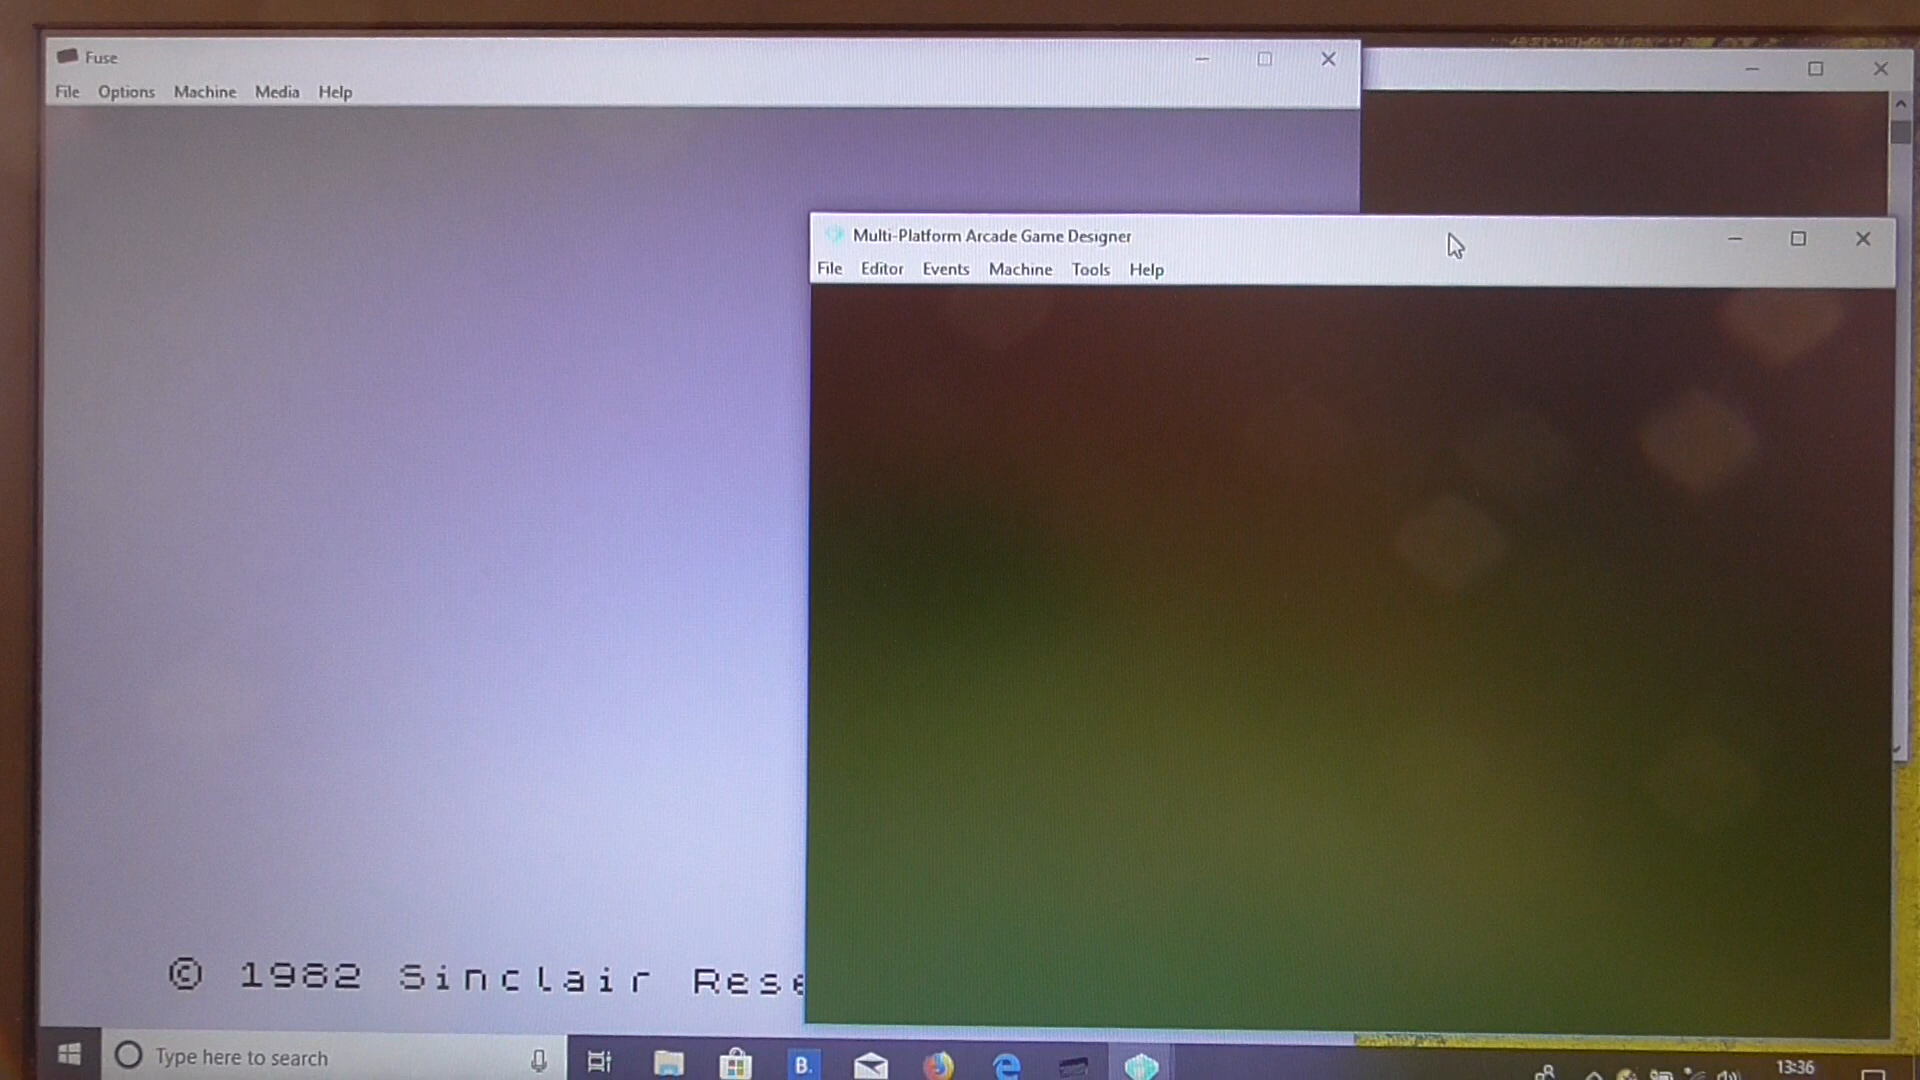 Fuse
File Options Machine Media Help
Multi-Platform Arcade Game Designer
File Editor Events Machine Tools Help
© 1982 Sinclair Rese
Type here to search
B.
13:36